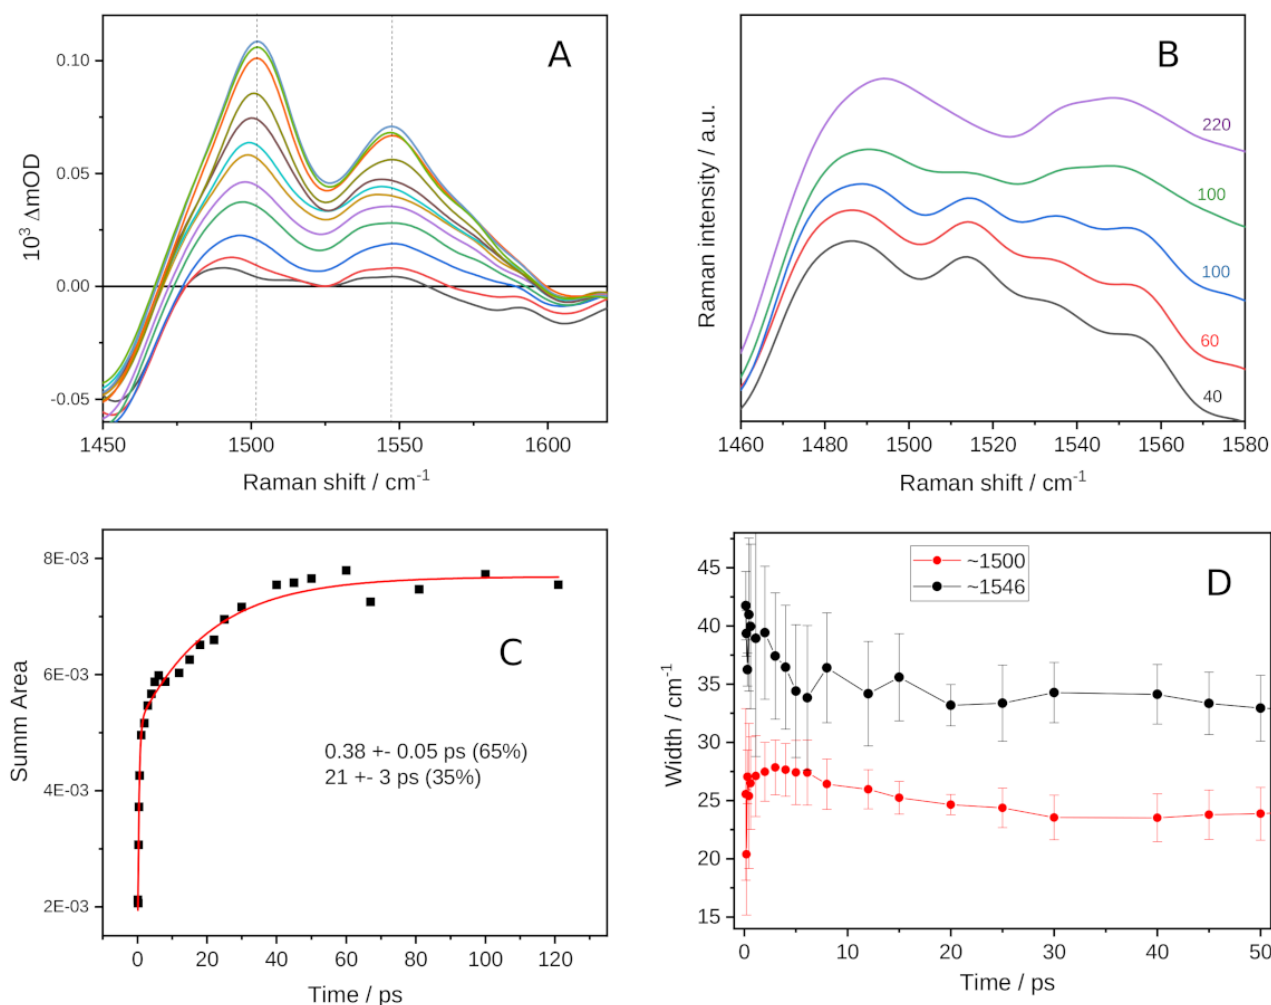 A
10³ ΔmOD
0.10
0.05
0.00
-0.05
1450
1500
1550
1600
Raman shift / cm⁻¹
B
Raman intensity / a.u.
220
100
100
60
40
1460
1480
1500
1520
1540
1560
1580
Raman shift / cm⁻¹
C
Summ Area
8E-03
6E-03
4E-03
2E-03
0.38 +- 0.05 ps (65%)
21 +- 3 ps (35%)
0
20
40
60
80
100
120
Time / ps
D
Width / cm⁻¹
~1500
~1546
45
40
35
30
25
20
15
0
10
20
30
40
50
Time / ps